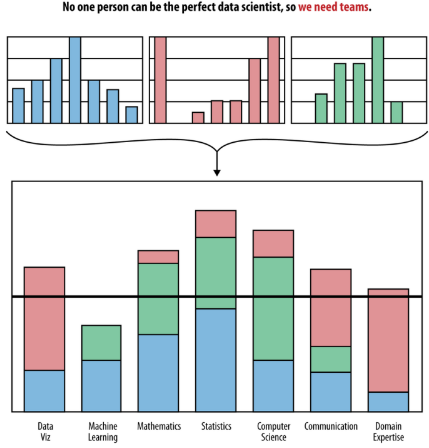 No one person can be the perfect data scientist, so we need teams.
Data Viz
Machine Learning
Mathematics
Statistics
Computer Science
Communication
Domain Expertise